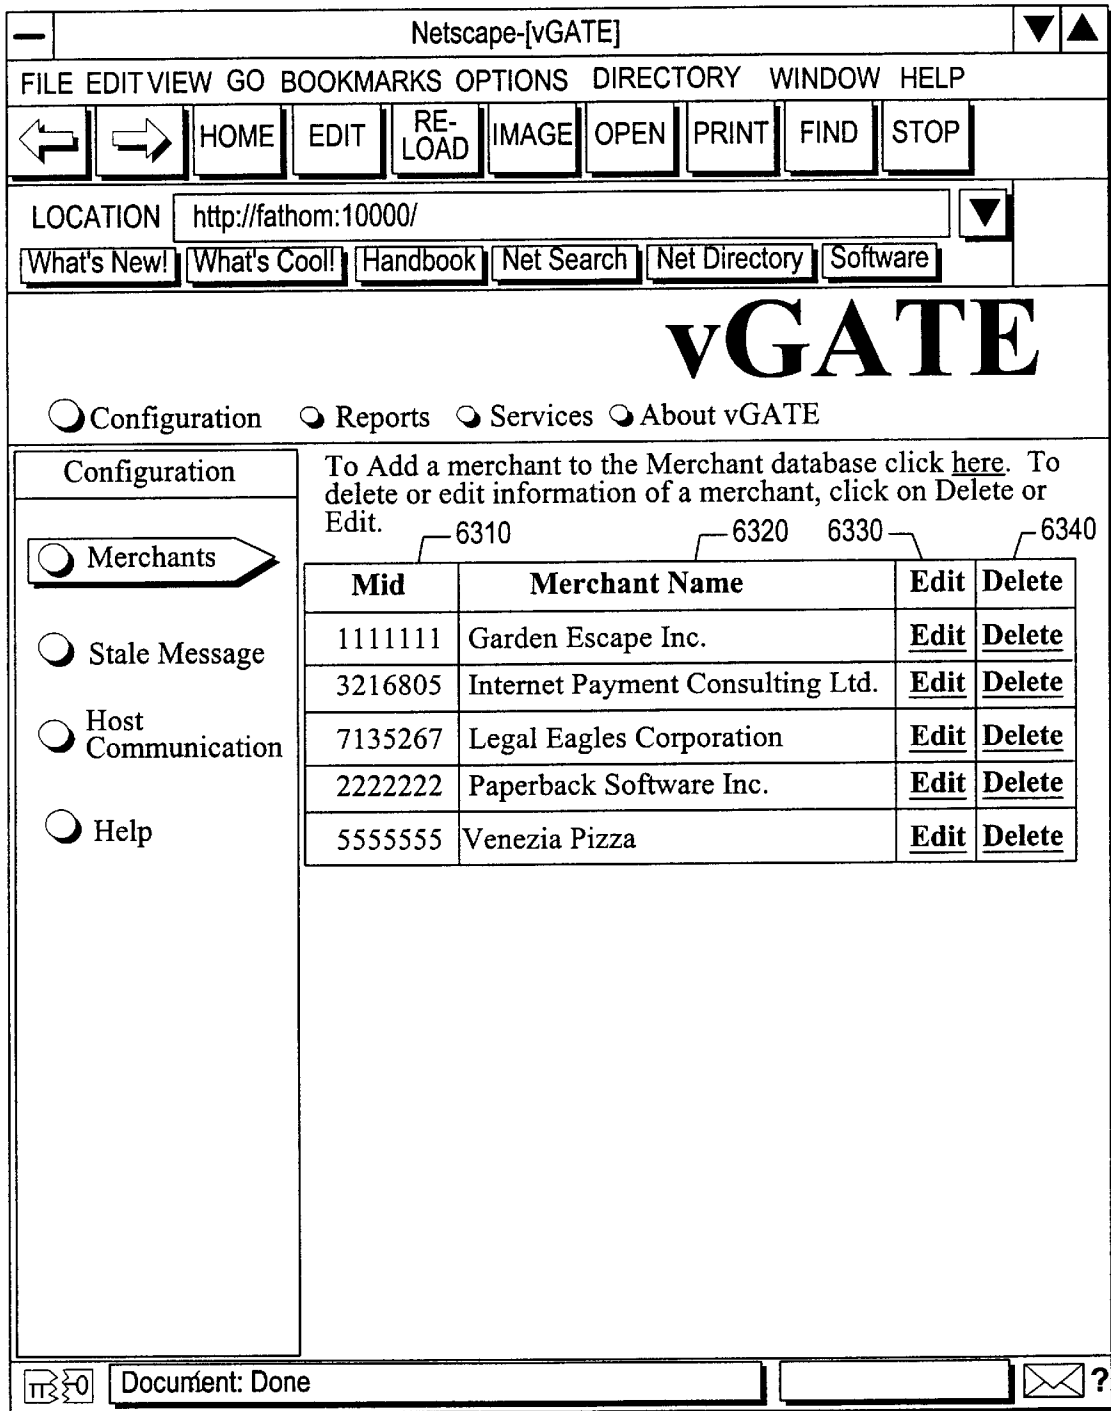 Netscape-[vGATE]
FILE EDIT VIEW GO BOOKMARKS OPTIONS DIRECTORY WINDOW HELP
HOME EDIT RE-LOAD IMAGE OPEN PRINT FIND STOP
LOCATION http://fathom:10000/
What's New! What's Cool! Handbook Net Search Net Directory Software
vGATE
Configuration Reports Services About vGATE
Configuration
Merchants
Stale Message
Host
Communication
Help
To Add a merchant to the Merchant database click here. To
delete or edit information of a merchant, click on Delete or
Edit.
6310 6320 6330 6340
Mid Merchant Name Edit Delete
1111111 Garden Escape Inc. Edit Delete
3216805 Internet Payment Consulting Ltd. Edit Delete
7135267 Legal Eagles Corporation Edit Delete
2222222 Paperback Software Inc. Edit Delete
5555555 Venezia Pizza Edit Delete
Document: Done ?